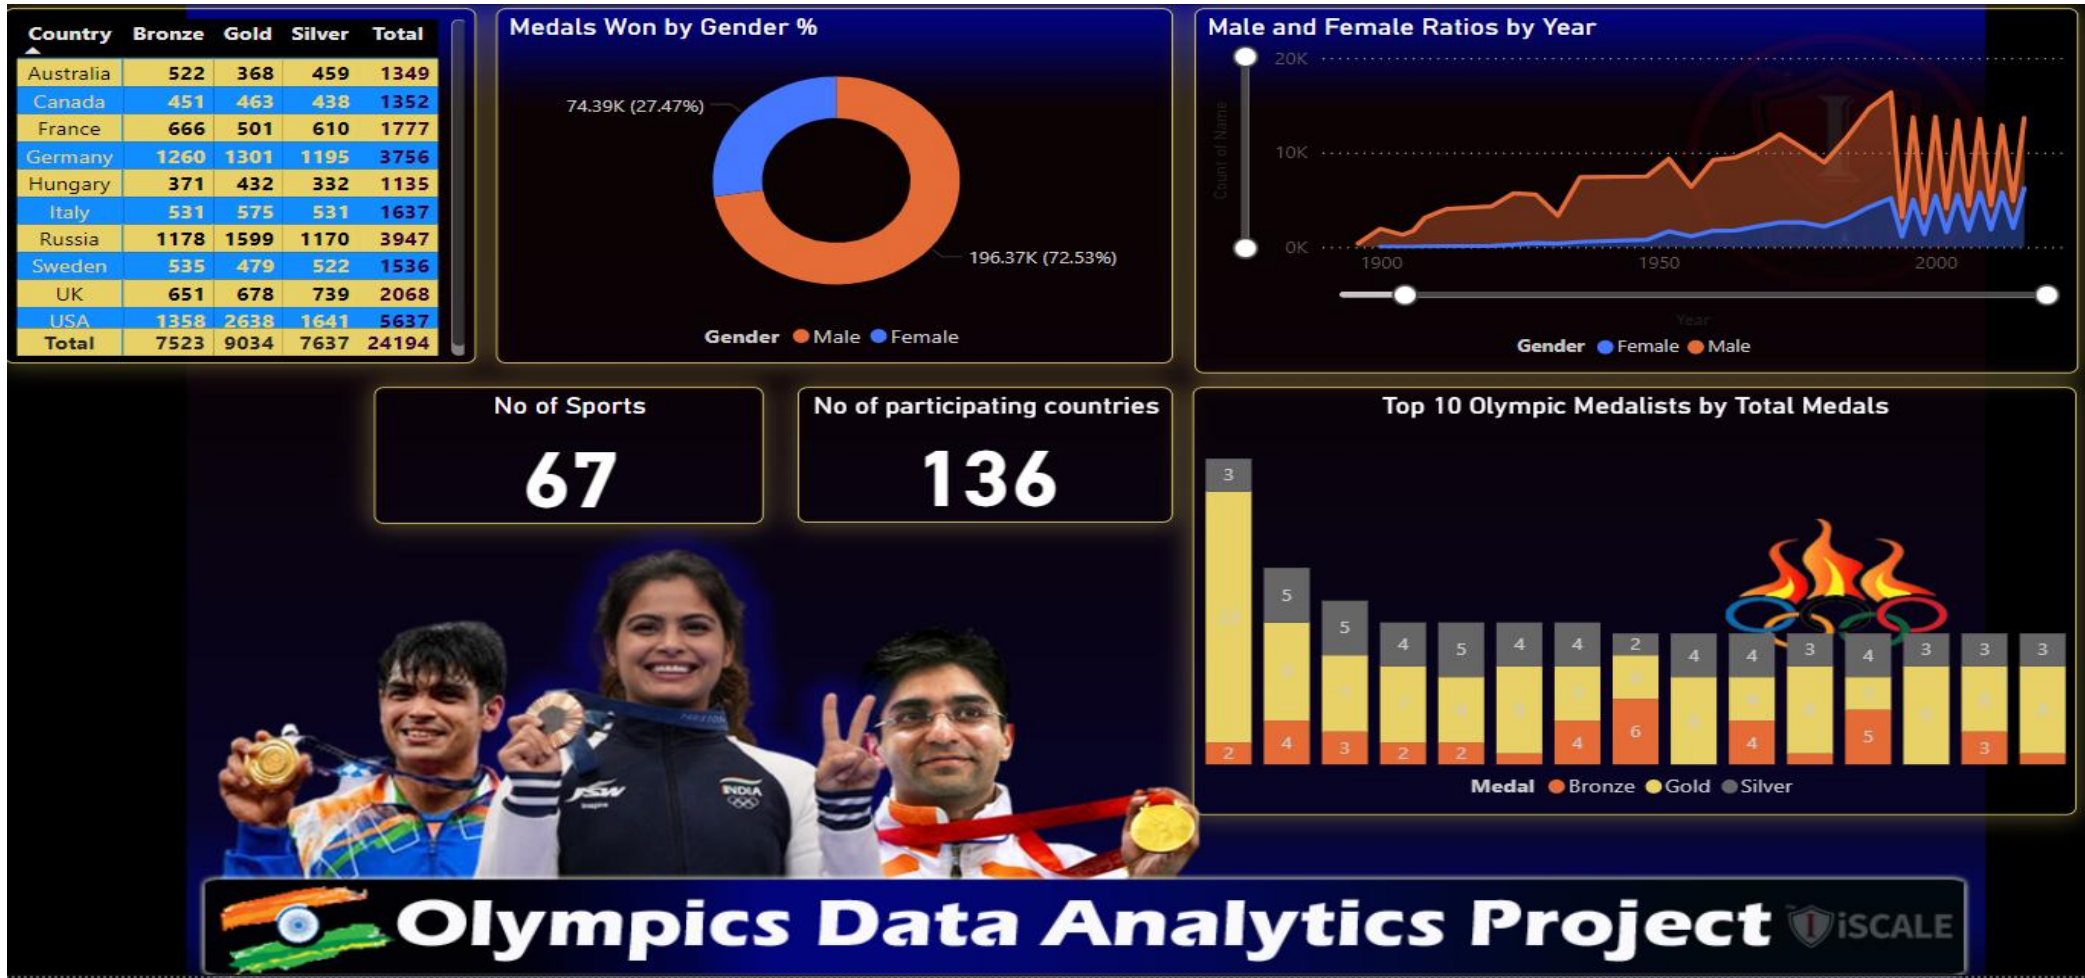 Country Bronze Gold Silver Total
Australia 522 368 459 1349
Canada 451 463 438 1352
France 666 501 610 1777
Germany 1260 1301 1195 3756
Hungary 371 432 332 1135
Italy 531 575 531 1637
Russia 1178 1599 1170 3947
Sweden 535 479 522 1536
UK 651 678 739 2068
USA 1358 2638 1641 5637
Total 7523 9034 7637 24194
Medals Won by Gender %
74.39K (27.47%)
196.37K (72.53%)
Gender Male Female
Male and Female Ratios by Year
20K
10K
0K
Count of Name
1900 1950 2000
Year
Gender Female Male
No of Sports
67
No of participating countries
136
Top 10 Olympic Medalists by Total Medals
3
5
5
4 5 4 4 2 4 4 3 4 3 3 3
2 4 3 2 2 4 6 4 5 3
Medal Bronze Gold Silver
JSW
Inspire
INDIA
Olympics Data Analytics Project
iSCALE